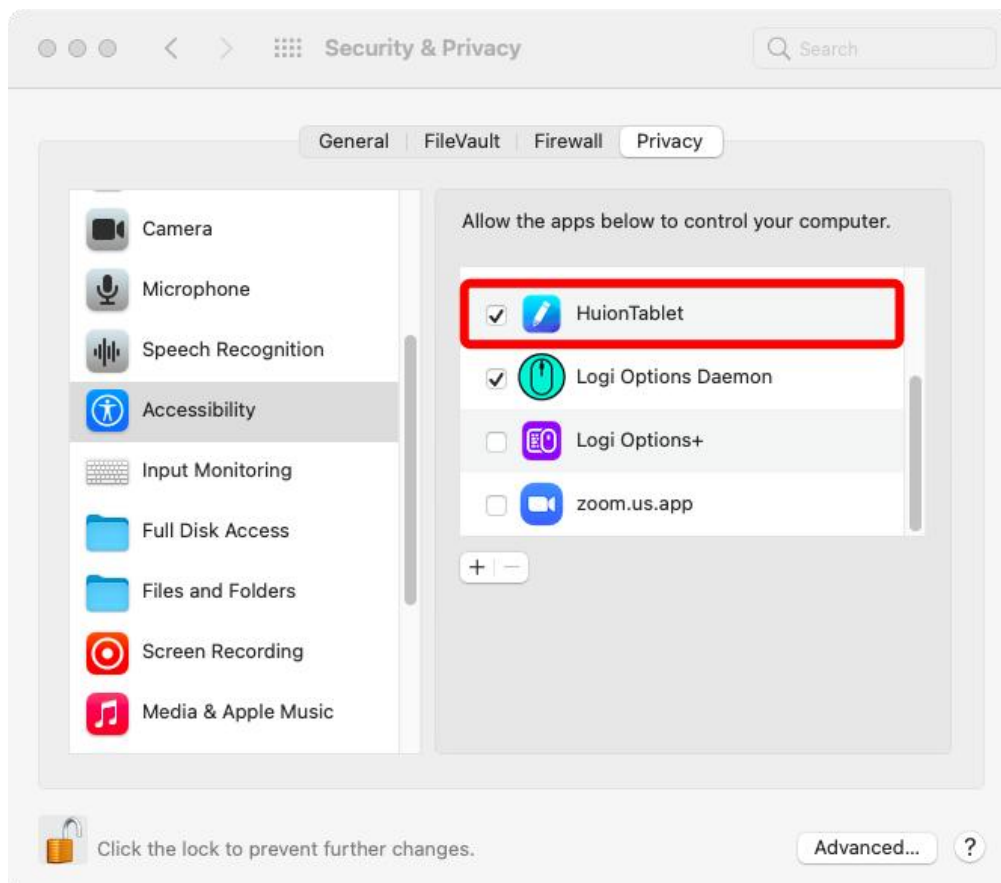 Security & Privacy
Search
General
FileVault
Firewall
Privacy
Camera
Microphone
Speech Recognition
Accessibility
Input Monitoring
Full Disk Access
Files and Folders
Screen Recording
Media & Apple Music
Allow the apps below to control your computer.
HuionTablet
Logi Options Daemon
Logi Options+
zoom.us.app
+ −
Click the lock to prevent further changes.
Advanced...
?